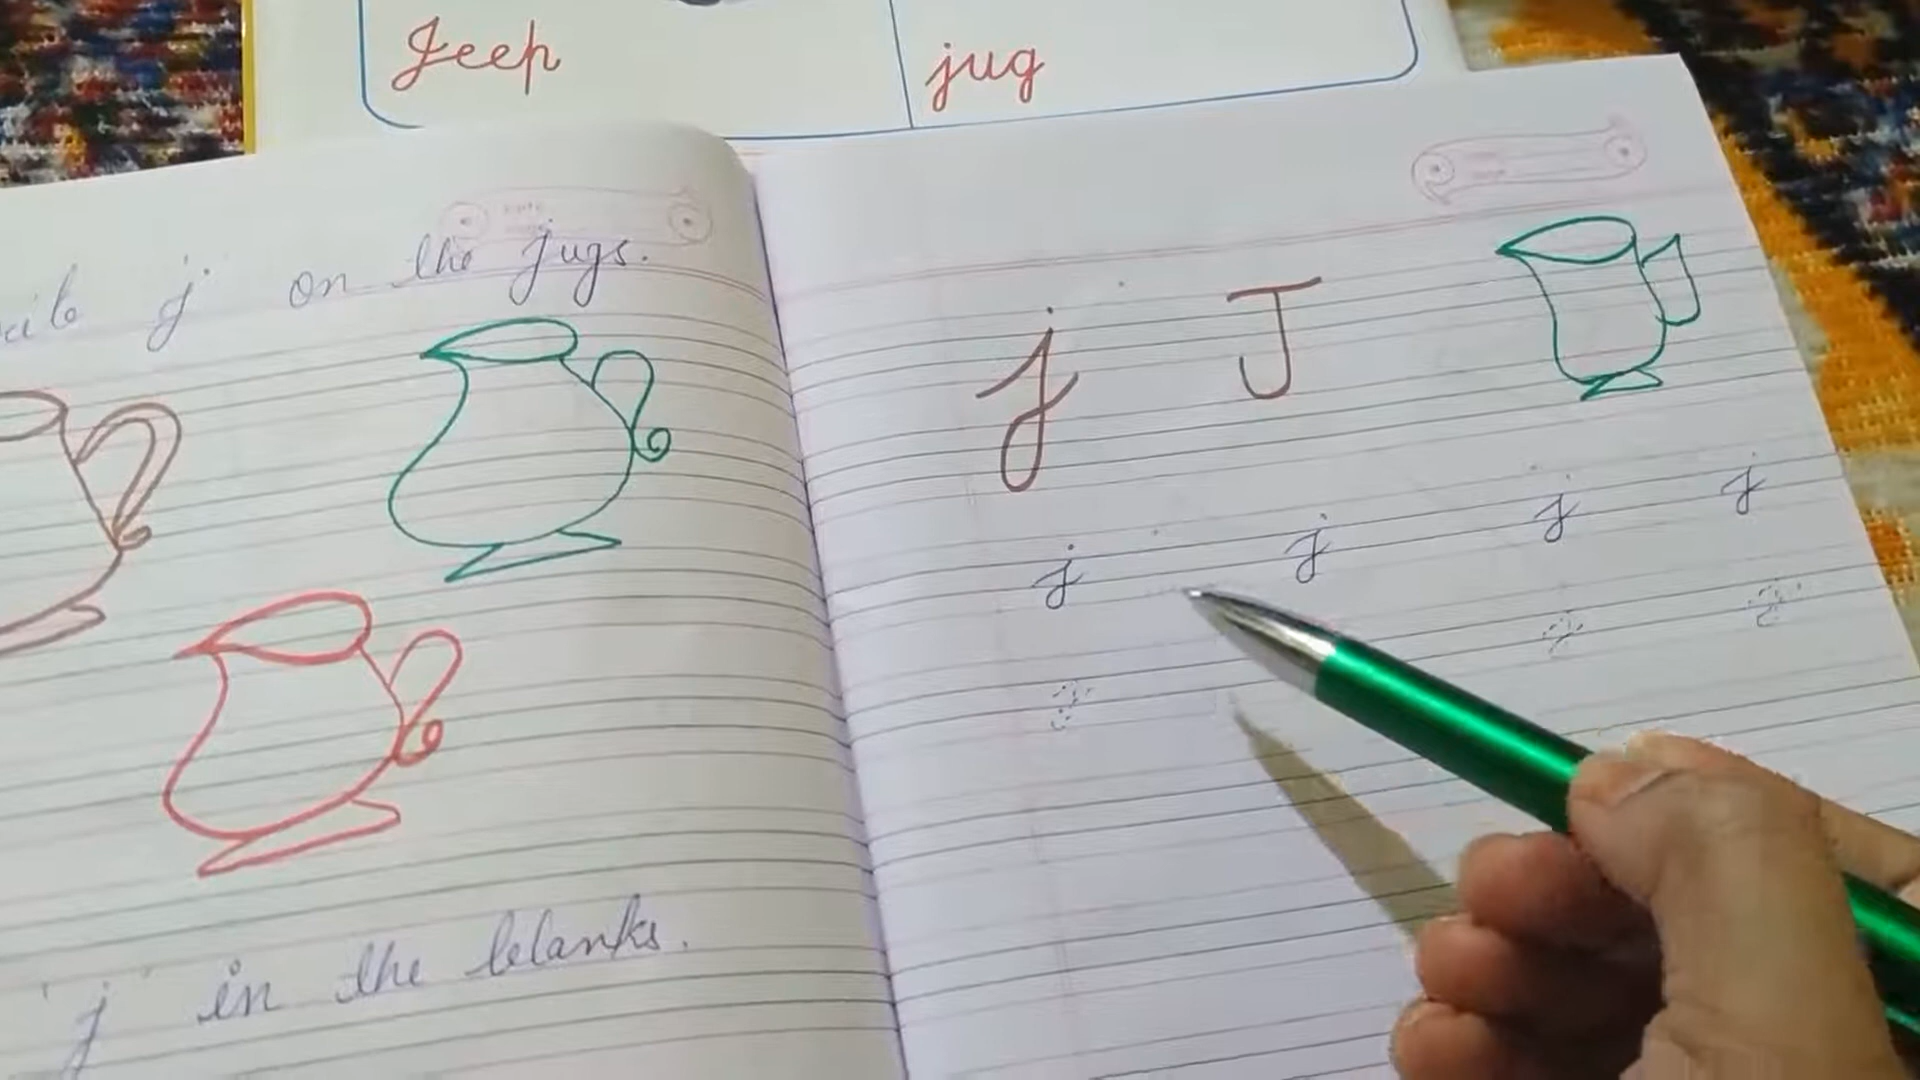 Jeep jug
j on the jugs.
'j' in the blanks.
j J
j j j j
j j j